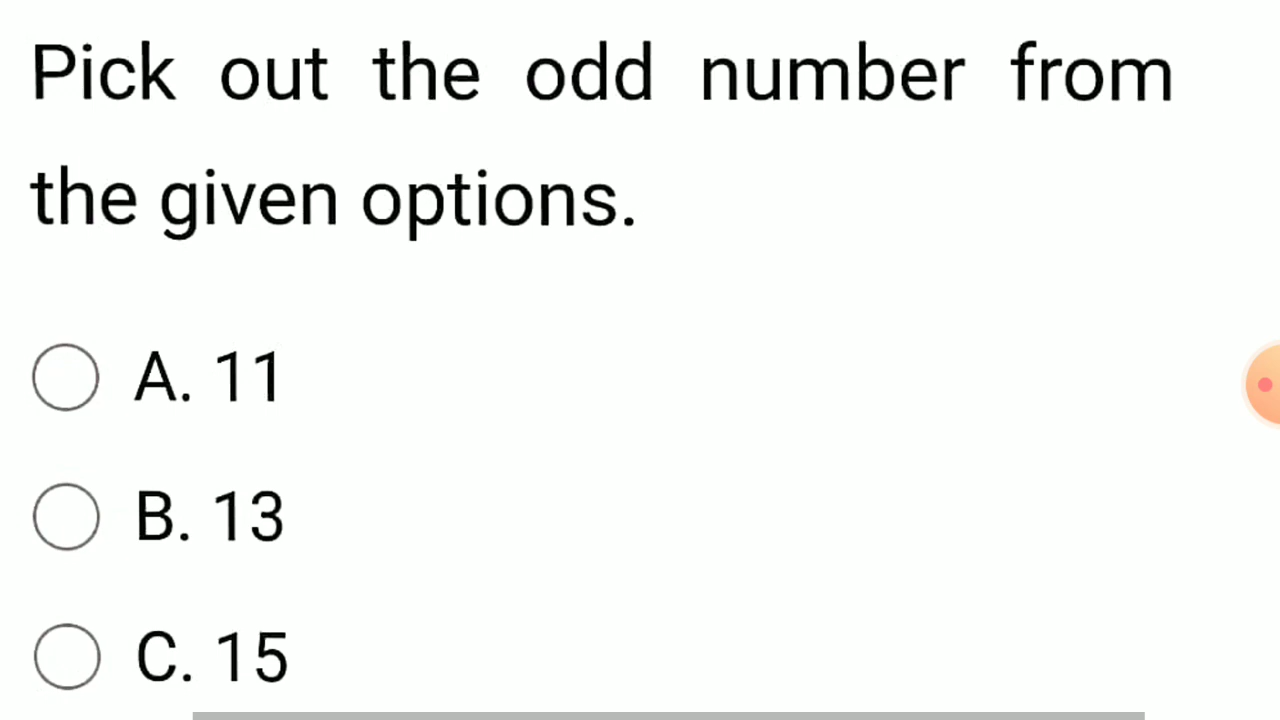 Pick out the odd number from
the given options.
A. 11
B. 13
C. 15